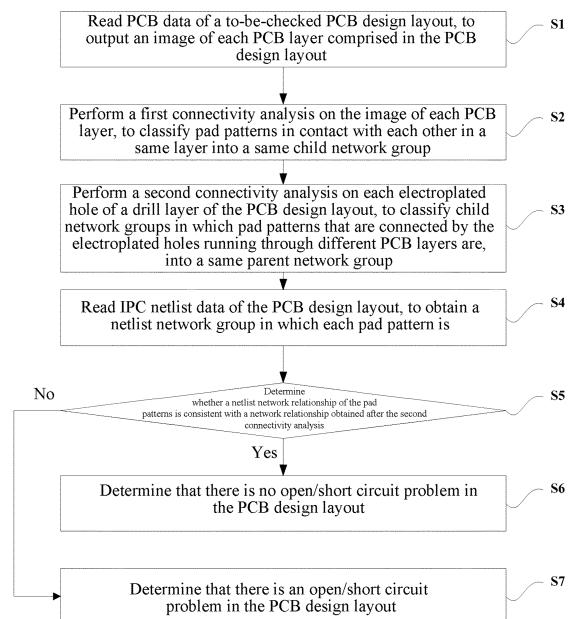 Read PCB data of a to-be-checked PCB design layout, to
output an image of each PCB layer comprised in the PCB
design layout
S1
Perform a first connectivity analysis on the image of each PCB
layer, to classify pad patterns in contact with each other in a
same layer into a same child network group
S2
Perform a second connectivity analysis on each electroplated
hole of a drill layer of the PCB design layout, to classify child
network groups in which pad patterns that are connected by the
electroplated holes running through different PCB layers are,
into a same parent network group
S3
Read IPC netlist data of the PCB design layout, to obtain a
netlist network group in which each pad pattern is
S4
Determine
whether a netlist network relationship of the pad
patterns is consistent with a network relationship obtained after the second
connectivity analysis
S5
No
Yes
Determine that there is no open/short circuit problem in
the PCB design layout
S6
Determine that there is an open/short circuit
problem in the PCB design layout
S7